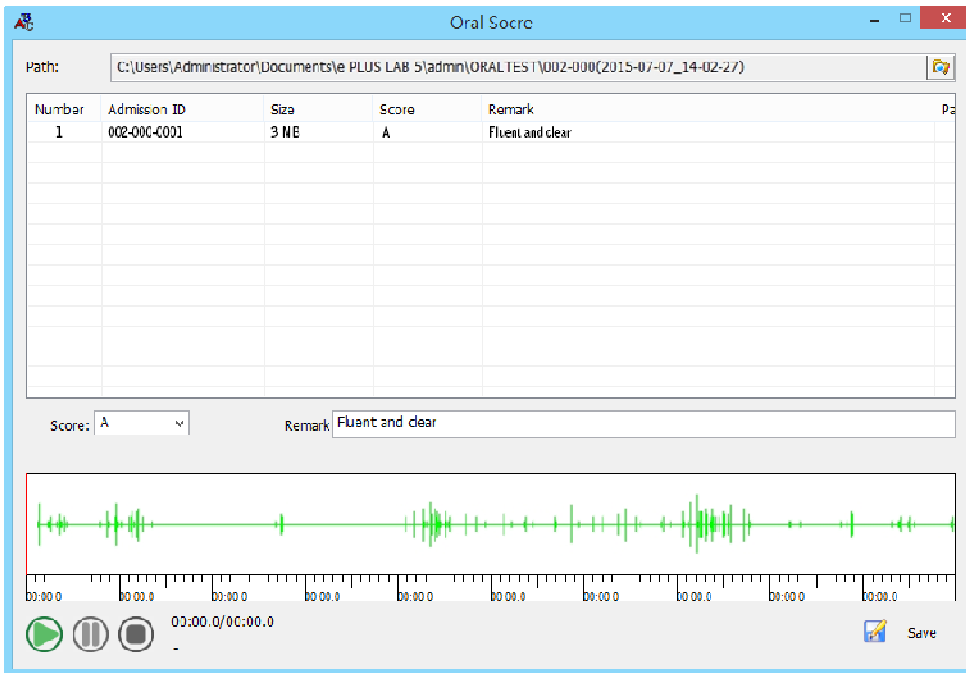 Oral Socre
Path: C:\Users\Administrator\Documents\e PLUS LAB 5\admin\ORALTEST\002-000(2015-07-07_14-02-27)
Number Admission ID Size Score Remark Pa
1 002-000-0001 3 MB A Fluent and clear
Score: A Remark Fluent and clear
00:00.0 00:00.0 00:00.0 00:00.0 00:00.0 00:00.0 00:00.0 00:00.0 00:00.0 00:00.0
00:00.0/00:00.0
-
Save